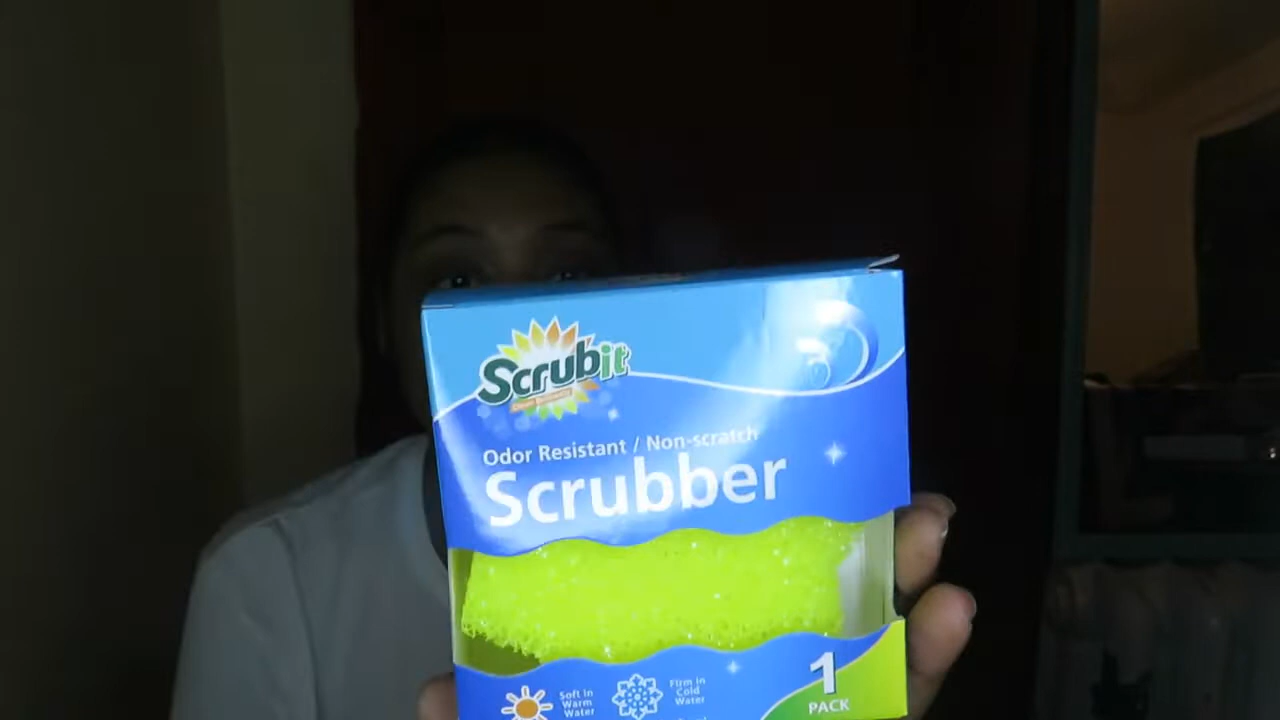 Scrubit
Odor Resistant / Non-scratch
Scrubber
Soft in
Warm
Water
Firm in
Cold
Water
1
PACK